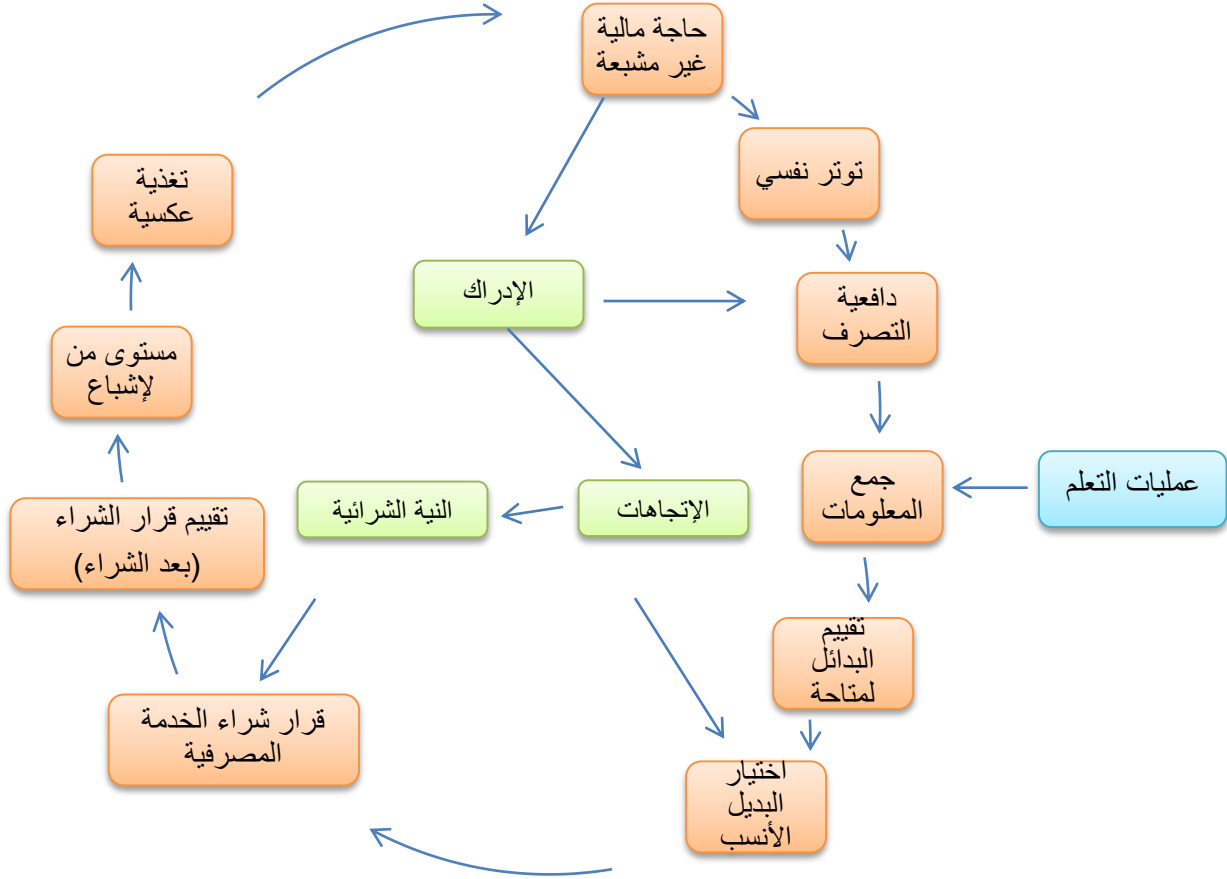 حاجة مالية
غير مشبعة
توتر نفسي
تغذية
عكسية
الإدراك
دافعية
التصرف
مستوى من
لإشباع
جمع
المعلومات
عمليات التعلم
الإتجاهات
النية الشرائية
تقييم قرار الشراء
(بعد الشراء)
تقييم
البدائل
لمتاحة
قرار شراء الخدمة
المصرفية
اختيار
البديل
الأنسب